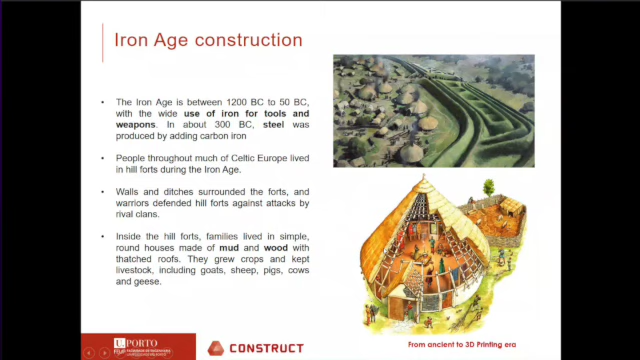 Iron Age construction
• The Iron Age is between 1200 BC to 50 BC,
with the wide use of iron for tools and
weapons. In about 300 BC, steel was
produced by adding carbon iron
• People throughout much of Celtic Europe lived
in hill forts during the Iron Age.
• Walls and ditches surrounded the forts, and
warriors defended hill forts against attacks by
rival clans.
• Inside the hill forts, families lived in simple,
round houses made of mud and wood with
thatched roofs. They grew crops and kept
livestock, including goats, sheep, pigs, cows
and geese.
U.PORTO
CONSTRUCT
From ancient to 3D Printing era